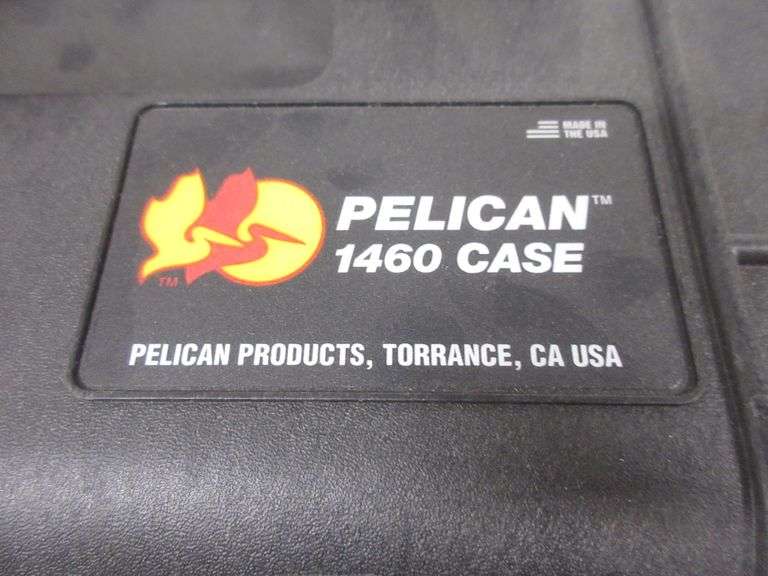 MADE IN
THE USA
PELICAN™
1460 CASE
TM
PELICAN PRODUCTS, TORRANCE, CA USA